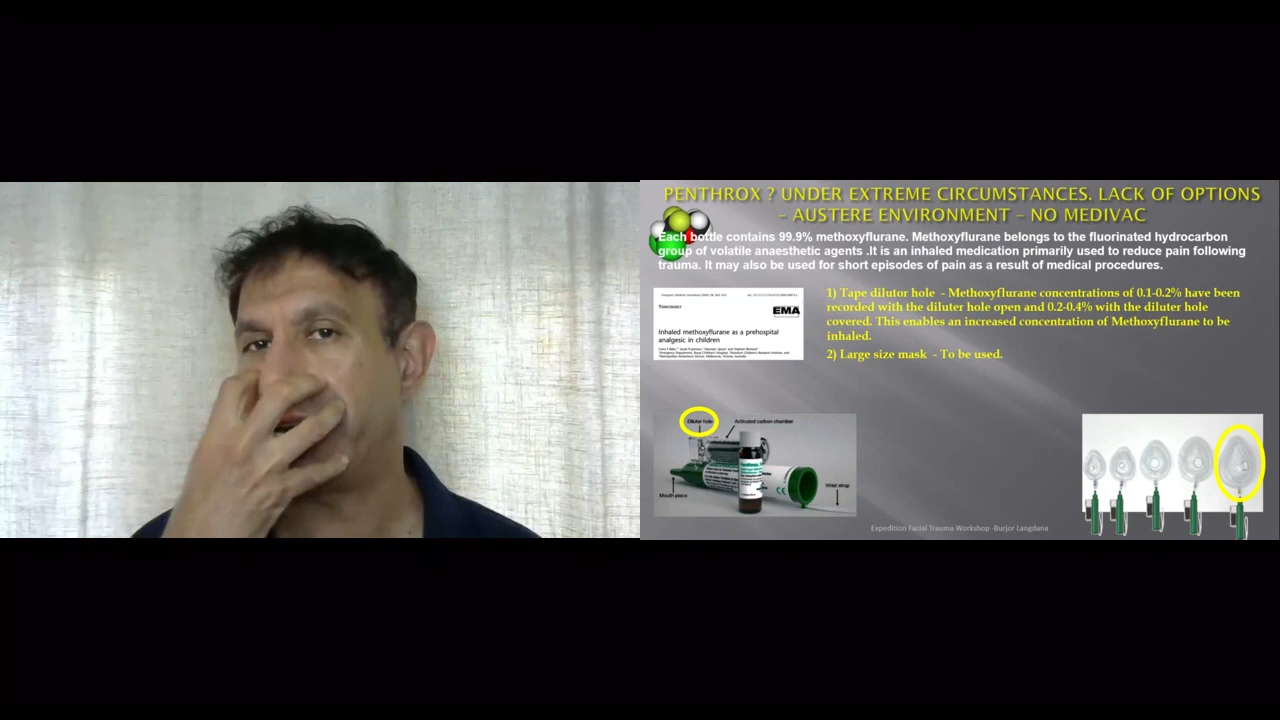 PENTHROX ? UNDER EXTREME CIRCUMSTANCES. LACK OF OPTIONS
– AUSTERE ENVIRONMENT – NO MEDIVAC
Each bottle contains 99.9% methoxyflurane. Methoxyflurane belongs to the fluorinated hydrocarbon
group of volatile anaesthetic agents .It is an inhaled medication primarily used to reduce pain following
trauma. It may also be used for short episodes of pain as a result of medical procedures.
TOXICOLOGY
EMA
Inhaled methoxyflurane as a prehospital
analgesic in children
1) Tape dilutor hole - Methoxyflurane concentrations of 0.1-0.2% have been
recorded with the diluter hole open and 0.2-0.4% with the diluter hole
covered. This enables an increased concentration of Methoxyflurane to be
inhaled.
2) Large size mask - To be used.
Diluter hole
Activated carbon chamber
Mouth piece
Wrist strap
Expedition Facial Trauma Workshop -Burjor Langdana